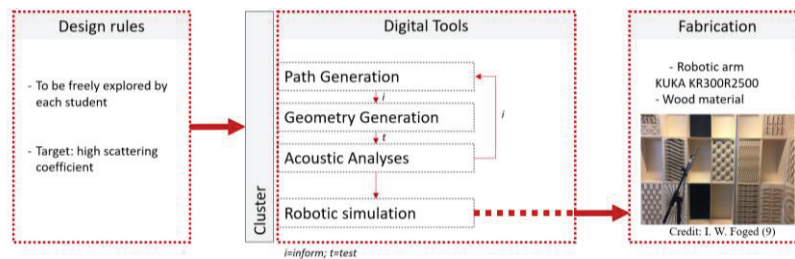 Design rules
- To be freely explored by
each student
- Target: high scattering
coefficient
Cluster
Digital Tools
Path Generation
i
Geometry Generation
t
Acoustic Analyses
i
Robotic simulation
i=inform; t=test
Fabrication
- Robotic arm
KUKA KR300R2500
- Wood material
Credit: I. W. Foged (9)